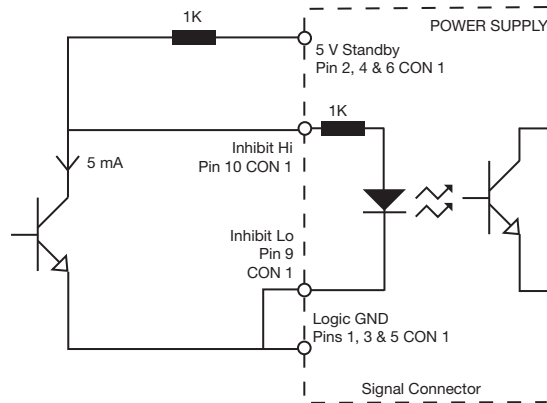 POWER SUPPLY
1K
5 V Standby
Pin 2, 4 & 6 CON 1
1K
Inhibit Hi
Pin 10 CON 1
5 mA
Inhibit Lo
Pin 9
CON 1
Logic GND
Pins 1, 3 & 5 CON 1
Signal Connector